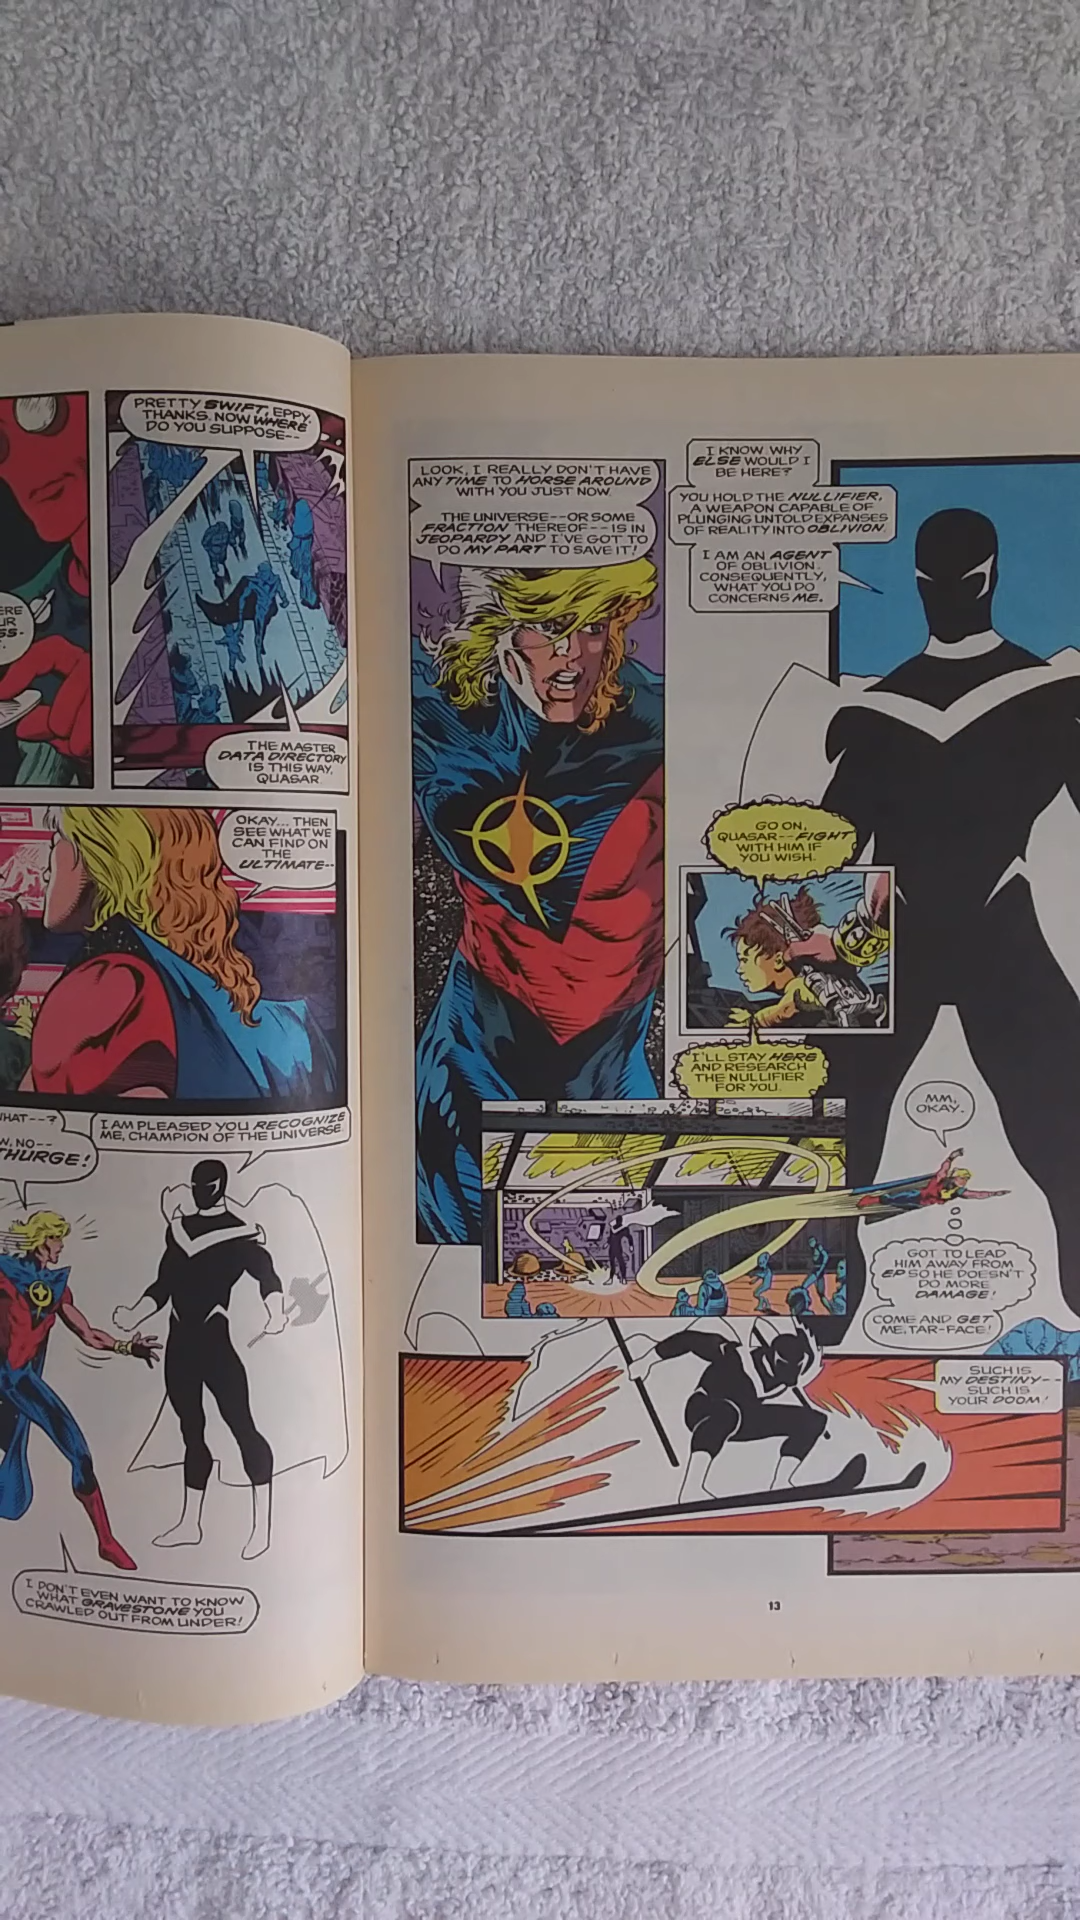 PRETTY SWIFT, EPPY.
THANKS. NOW WHERE
DO YOU SUPPOSE--
THE MASTER
DATA DIRECTORY
IS THIS WAY,
QUASAR.
OKAY... THEN
SEE WHAT WE
CAN FIND ON
THE
ULTIMATE--
HAT--?
NO--
THURGE!
I AM PLEASED YOU RECOGNIZE
ME, CHAMPION OF THE UNIVERSE.
I DON'T EVEN WANT TO KNOW
WHAT GRAVESTONE YOU
CRAWLED OUT FROM UNDER!
LOOK, I REALLY DON'T HAVE
ANY TIME TO HORSE AROUND
WITH YOU JUST NOW.
THE UNIVERSE--OR SOME
FRACTION THEREOF--IS IN
JEOPARDY AND I'VE GOT TO
DO MY PART TO SAVE IT!
I KNOW. WHY
ELSE WOULD I
BE HERE?
YOU HOLD THE NULLIFIER,
A WEAPON CAPABLE OF
PLUNGING UNTOLD EXPANSES
OF REALITY INTO OBLIVION.
I AM AN AGENT
OF OBLIVION.
CONSEQUENTLY,
WHAT YOU DO
CONCERNS ME.
GO ON,
QUASAR--FIGHT
WITH HIM IF
YOU WISH.
I'LL STAY HERE
AND RESEARCH
THE NULLIFIER
FOR YOU.
MM,
OKAY.
GOT TO LEAD
HIM AWAY FROM
EP SO HE DOESN'T
DO MORE
DAMAGE!
COME AND GET
ME, TAR-FACE!
SUCH IS
MY DESTINY--
SUCH IS
YOUR DOOM!
13